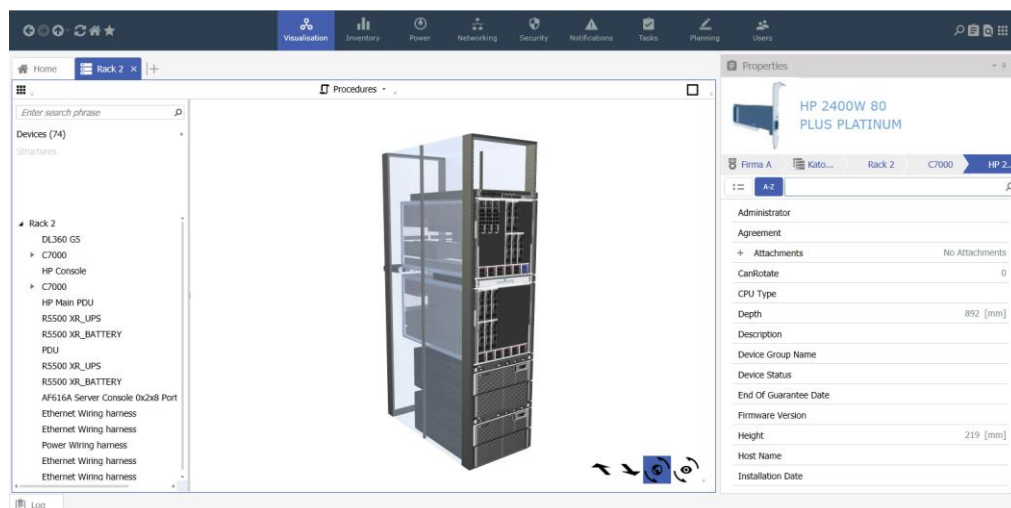 Visualisation
Inventory
Power
Networking
Security
Notifications
Tasks
Planning
Users
Home
Rack 2
Procedures
Enter search phrase
Devices (74)
Structures
Rack 2
DL360 G5
C7000
HP Console
C7000
HP Main PDU
R5500 XR_UPS
R5500 XR_BATTERY
PDU
R5500 XR_UPS
R5500 XR_BATTERY
AF616A Server Console 0x2x8 Port
Ethernet Wiring harness
Ethernet Wiring harness
Power Wiring harness
Ethernet Wiring harness
Ethernet Wiring harness
Log
Properties
HP 2400W 80
PLUS PLATINUM
Firma A
Kato...
Rack 2
C7000
HP 2...
A-Z
Administrator
Agreement
+ Attachments No Attachments
CanRotate 0
CPU Type
Depth 892 [mm]
Description
Device Group Name
Device Status
End Of Guarantee Date
Firmware Version
Height 219 [mm]
Host Name
Installation Date